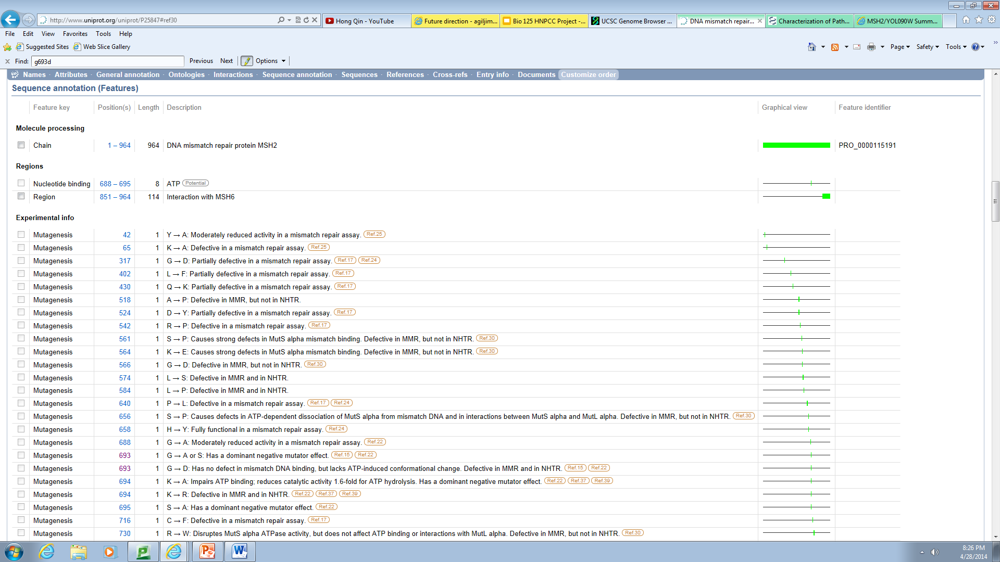 http://www.uniprot.org/uniprot/P25847#ref30
Hong Qin - YouTube
Future direction - agiljim...
Bio 125 HNPCC Project -...
UCSC Genome Browser ...
DNA mismatch repair...
Characterization of Path...
MSH2/YOL090W Summ...
File Edit View Favorites Tools Help
Suggested Sites Web Slice Gallery
Page Safety Tools
Find: g693d Previous Next Options
Names · Attributes · General annotation · Ontologies · Interactions · Sequence annotation · Sequences · References · Cross-refs · Entry info · Documents Customize order
Sequence annotation (Features)
Feature key Position(s) Length Description Graphical view Feature identifier
Molecule processing
Chain 1 – 964 964 DNA mismatch repair protein MSH2 PRO_0000115191
Regions
Nucleotide binding 688 – 695 8 ATP Potential
Region 851 – 964 114 Interaction with MSH6
Experimental info
Mutagenesis 42 1 Y → A: Moderately reduced activity in a mismatch repair assay. Ref.25
Mutagenesis 65 1 K → A: Defective in a mismatch repair assay. Ref.25
Mutagenesis 317 1 G → D: Partially defective in a mismatch repair assay. Ref.17 Ref.24
Mutagenesis 402 1 L → F: Partially defective in a mismatch repair assay. Ref.17
Mutagenesis 430 1 Q → K: Partially defective in a mismatch repair assay. Ref.17
Mutagenesis 518 1 A → P: Defective in MMR, but not in NHTR.
Mutagenesis 524 1 D → Y: Partially defective in a mismatch repair assay. Ref.17
Mutagenesis 542 1 R → P: Defective in a mismatch repair assay. Ref.17
Mutagenesis 561 1 S → P: Causes strong defects in MutS alpha mismatch binding. Defective in MMR, but not in NHTR. Ref.30
Mutagenesis 564 1 K → E: Causes strong defects in MutS alpha mismatch binding. Defective in MMR, but not in NHTR. Ref.30
Mutagenesis 566 1 G → D: Defective in MMR, but not in NHTR. Ref.30
Mutagenesis 574 1 L → S: Defective in MMR and in NHTR.
Mutagenesis 584 1 L → P: Defective in MMR and in NHTR.
Mutagenesis 640 1 P → L: Defective in a mismatch repair assay. Ref.17 Ref.24
Mutagenesis 656 1 S → P: Causes defects in ATP-dependent dissociation of MutS alpha from mismatch DNA and in interactions between MutS alpha and MutL alpha. Defective in MMR, but not in NHTR. Ref.30
Mutagenesis 658 1 H → Y: Fully functional in a mismatch repair assay. Ref.24
Mutagenesis 688 1 G → A: Moderately reduced activity in a mismatch repair assay. Ref.22
Mutagenesis 693 1 G → A or S: Has a dominant negative mutator effect. Ref.15 Ref.22
Mutagenesis 693 1 G → D: Has no defect in mismatch DNA binding, but lacks ATP-induced conformational change. Defective in MMR and in NHTR. Ref.15 Ref.22
Mutagenesis 694 1 K → A: Impairs ATP binding; reduces catalytic activity 1.6-fold for ATP hydrolysis. Has a dominant negative mutator effect. Ref.22 Ref.37 Ref.39
Mutagenesis 694 1 K → R: Defective in MMR and in NHTR. Ref.22 Ref.37 Ref.39
Mutagenesis 695 1 S → A: Has a dominant negative mutator effect. Ref.22
Mutagenesis 716 1 C → F: Defective in a mismatch repair assay. Ref.17
Mutagenesis 730 1 R → W: Disruptes MutS alpha ATPase activity, but does not affect ATP binding or interactions with MutL alpha. Defective in MMR, but not in NHTR. Ref.30
8:26 PM
4/28/2014